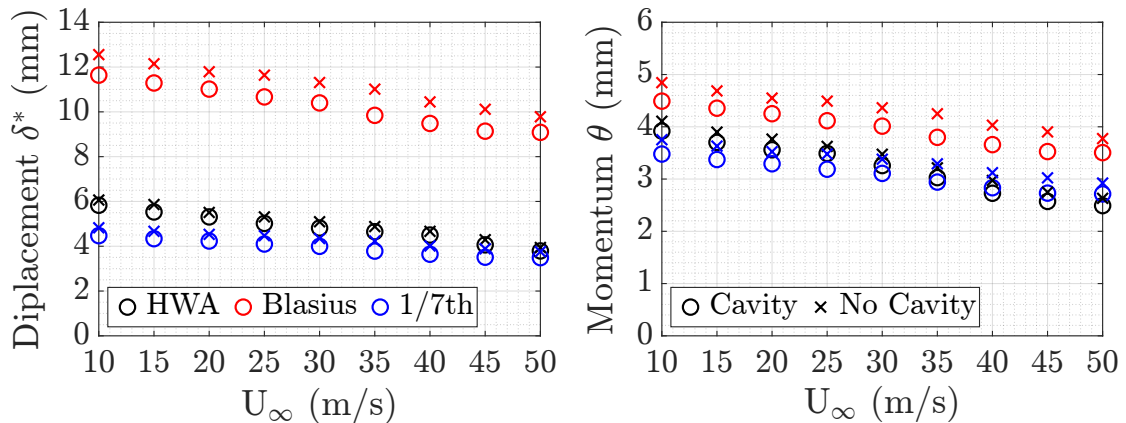 Diplacement δ* (mm)
14
12
10
8
6
4
2
0
HWA Blasius 1/7th
10 15 20 25 30 35 40 45 50
U∞ (m/s)
Momentum θ (mm)
6
5
4
3
2
1
0
Cavity No Cavity
10 15 20 25 30 35 40 45 50
U∞ (m/s)